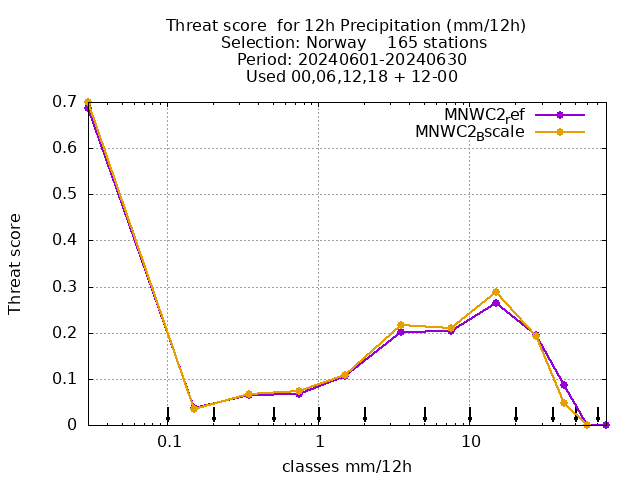 Threat score  for 12h Precipitation (mm/12h)
Selection: Norway    165 stations
Period: 20240601-20240630
Used 00,06,12,18 + 12-00
MNWC2ref
MNWC2Bscale
Threat score
0.7
0.6
0.5
0.4
0.3
0.2
0.1
0
0.1
1
10
classes mm/12h